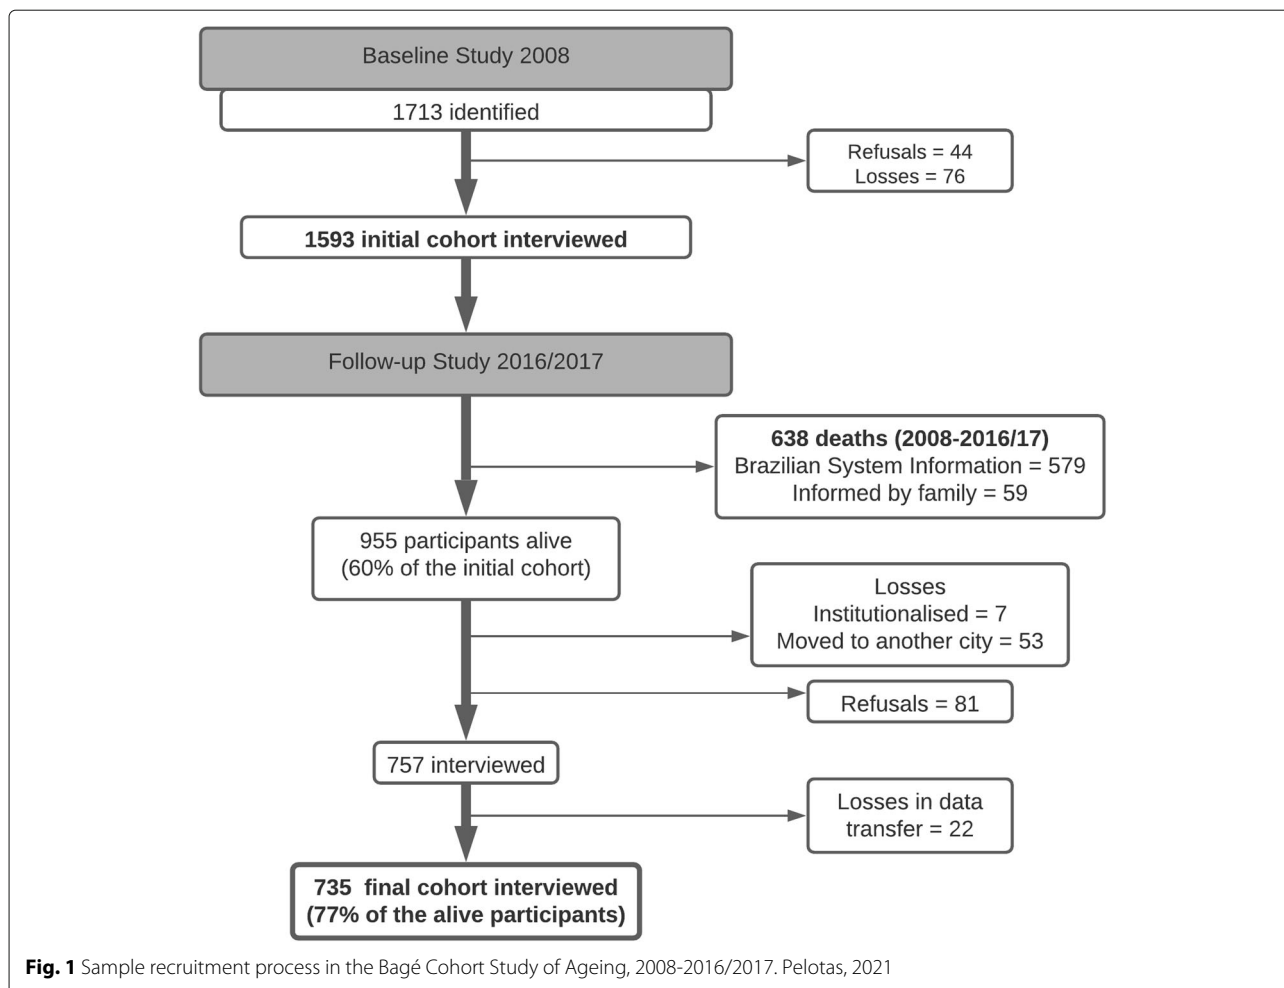 Baseline Study 2008
1713 identified
Refusals = 44
Losses = 76
1593 initial cohort interviewed
Follow-up Study 2016/2017
638 deaths (2008-2016/17)
Brazilian System Information = 579
Informed by family = 59
955 participants alive
(60% of the initial cohort)
Losses
Institutionalised = 7
Moved to another city = 53
Refusals = 81
757 interviewed
Losses in data
transfer = 22
735 final cohort interviewed
(77% of the alive participants)
Fig. 1 Sample recruitment process in the Bagé Cohort Study of Ageing, 2008-2016/2017. Pelotas, 2021